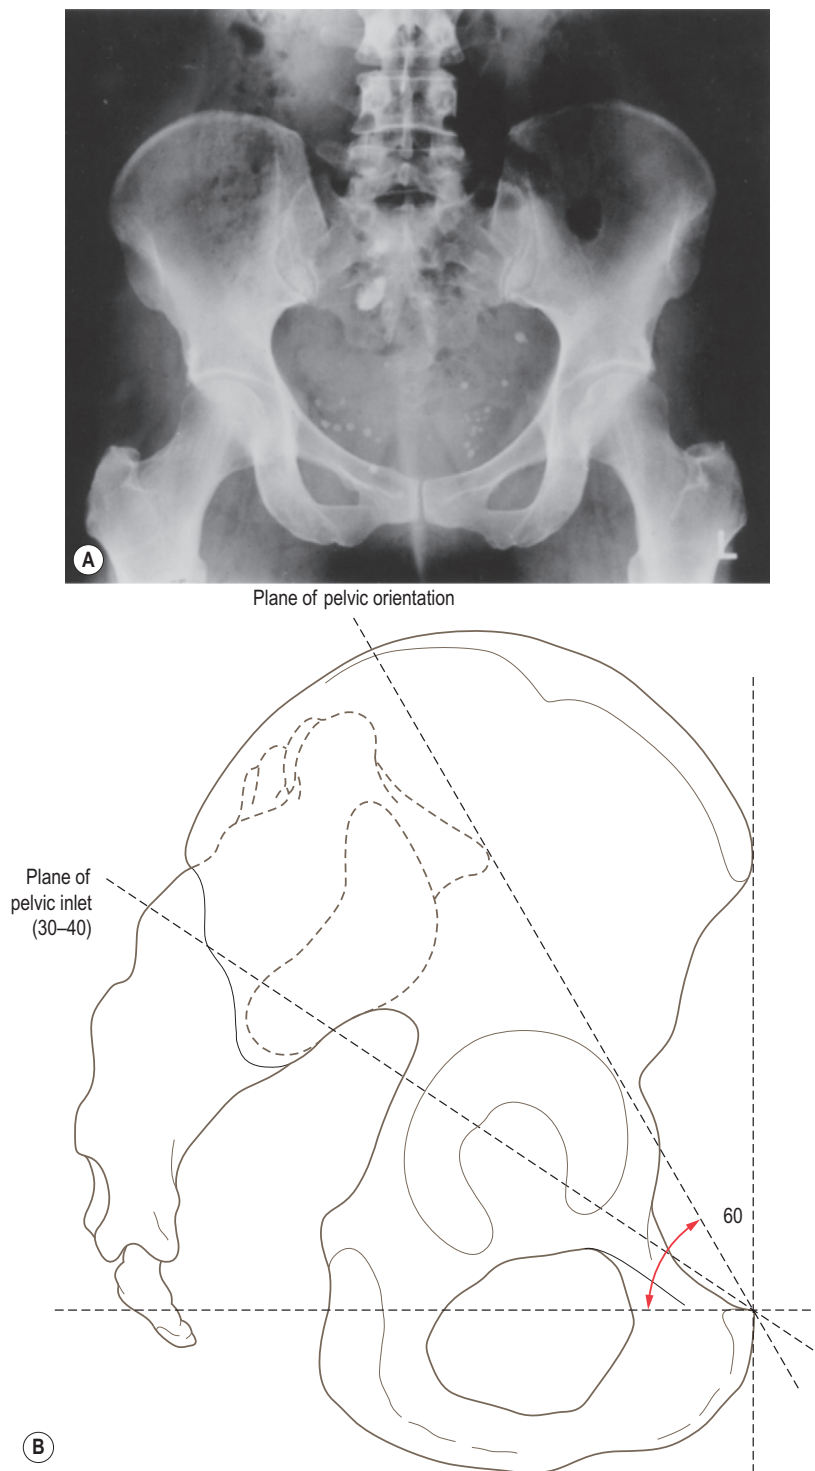 L
A
Plane of pelvic orientation
Plane of
pelvic inlet
(30–40)
60
B